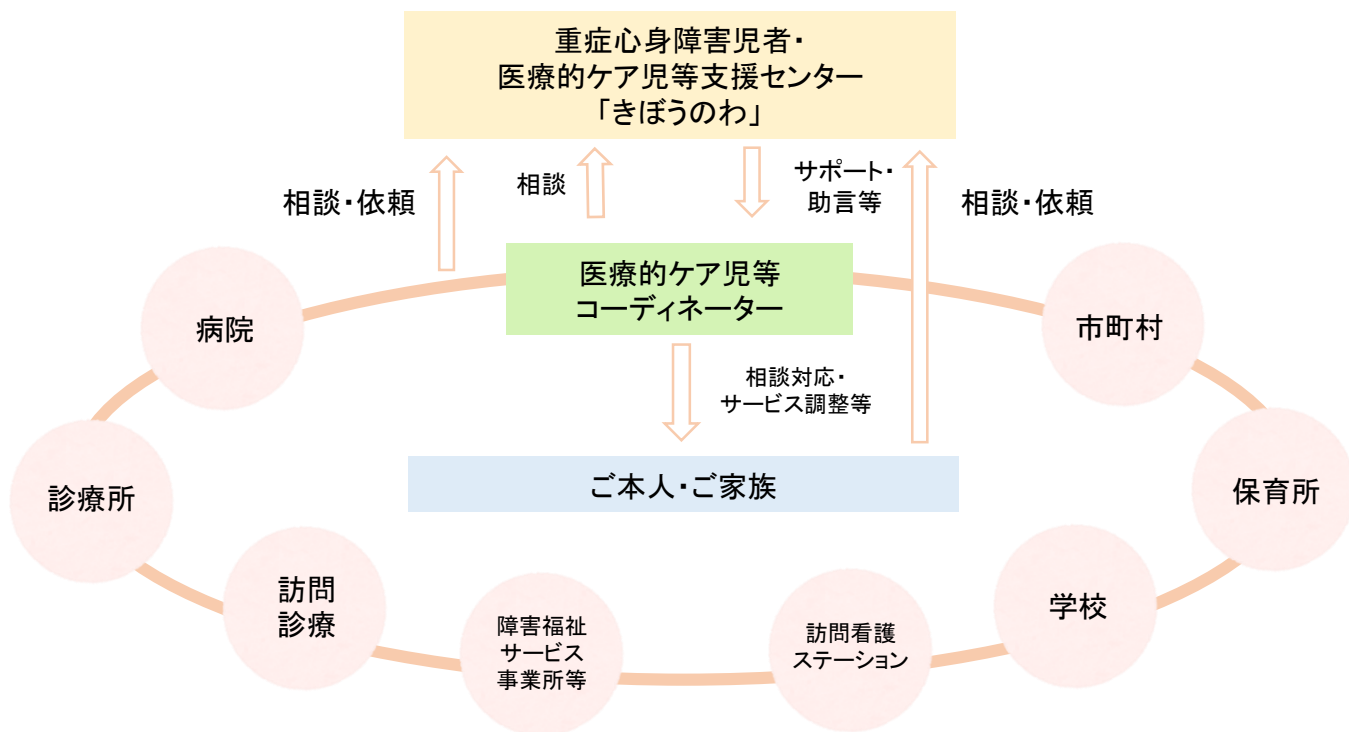 重症心身障害児者・
医療的ケア児等支援センター
「きぼうのわ」
相談・依頼
相談
サポート・
助言等
相談・依頼
医療的ケア児等
コーディネーター
病院
市町村
相談対応・
サービス調整等
診療所
ご本人・ご家族
保育所
訪問
診療
障害福祉
サービス
事業所等
訪問看護
ステーション
学校